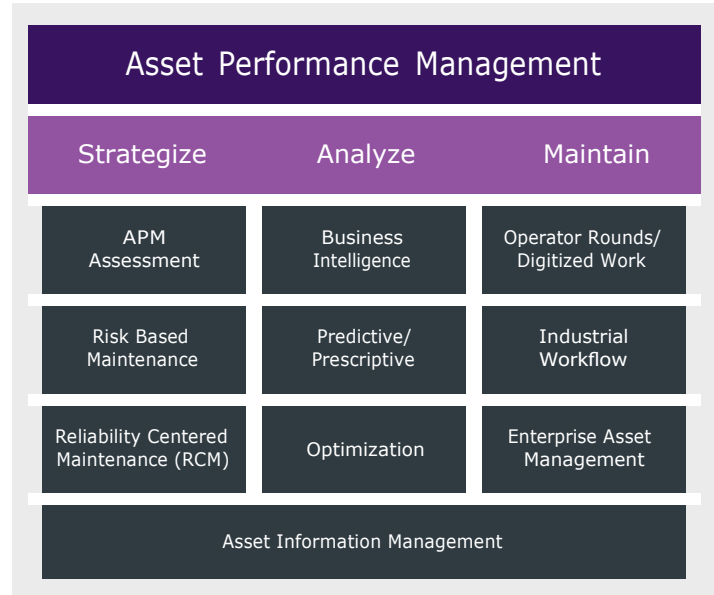 Asset Performance Management
Strategize
Analyze
Maintain
APM
Assessment
Business
Intelligence
Operator Rounds/
Digitized Work
Risk Based
Maintenance
Predictive/
Prescriptive
Industrial
Workflow
Reliability Centered
Maintenance (RCM)
Optimization
Enterprise Asset
Management
Asset Information Management